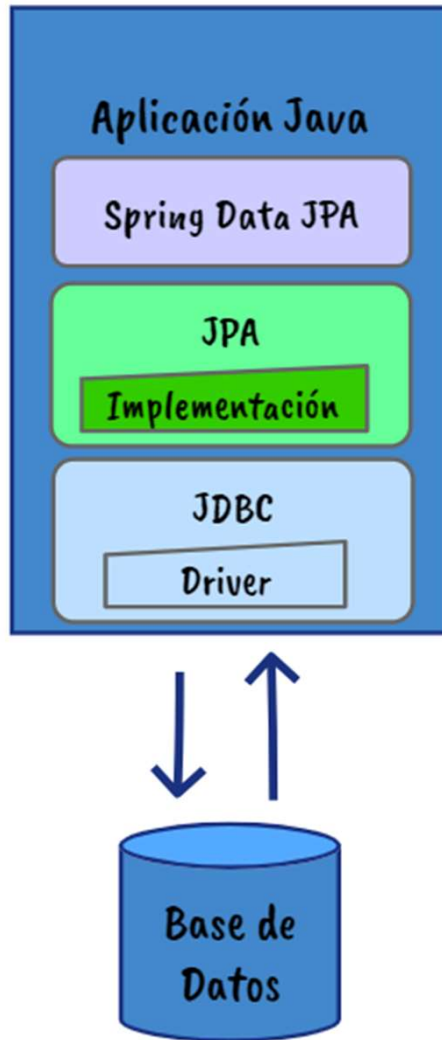 Aplicación Java
Spring Data JPA
JPA
Implementación
JDBC
Driver
Base de
Datos